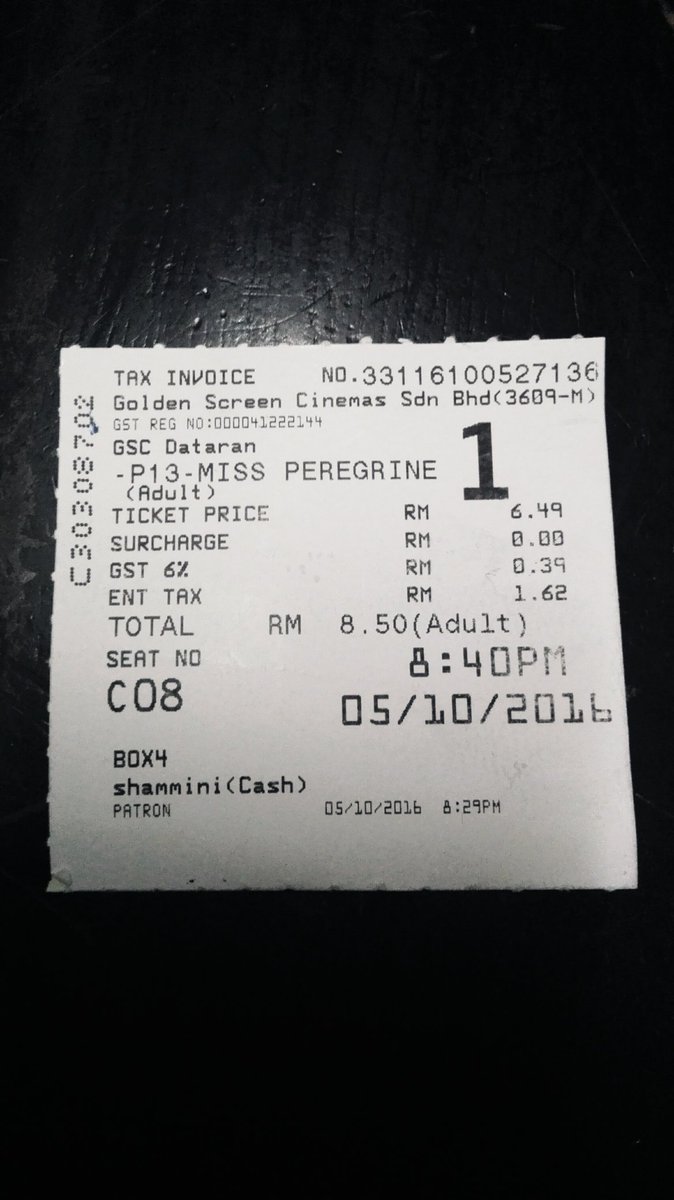 TAX INVOICE NO.33116100527136
Golden Screen Cinemas Sdn Bhd(3609-M)
GST REG NO:000041222144
GSC Dataran
1
-P13-MISS PEREGRINE
(Adult)
TICKET PRICE RM 6.49
SURCHARGE RM 0.00
GST 6% RM 0.39
ENT TAX RM 1.62
TOTAL RM 8.50(Adult)
SEAT NO 8:40PM
C08 05/10/2016
BOX4
shammini(Cash)
PATRON 05/10/2016 8:29PM
C30308702